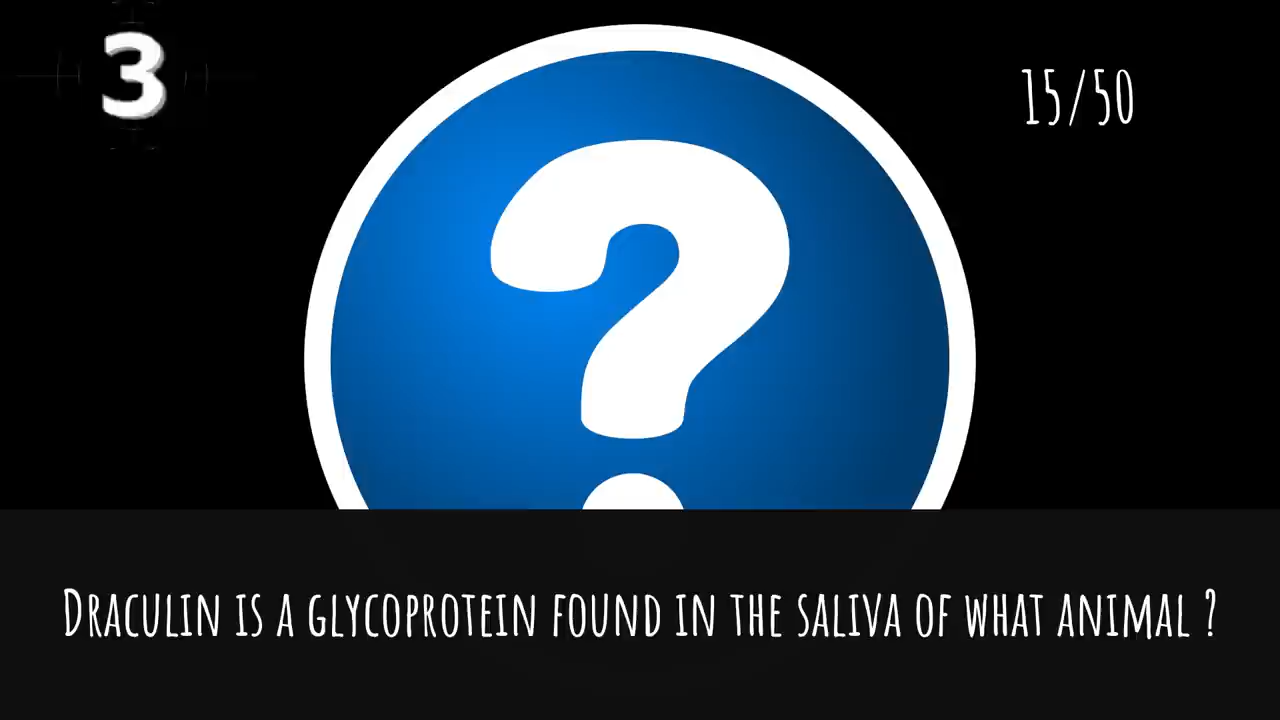 3
15/50
?
Draculin is a glycoprotein found in the saliva of what animal ?